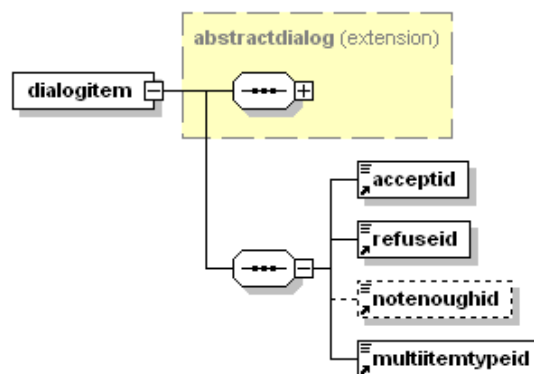 abstractdialog (extension)
dialogitem
acceptid
refuseid
notenoughid
multiitemtypeid